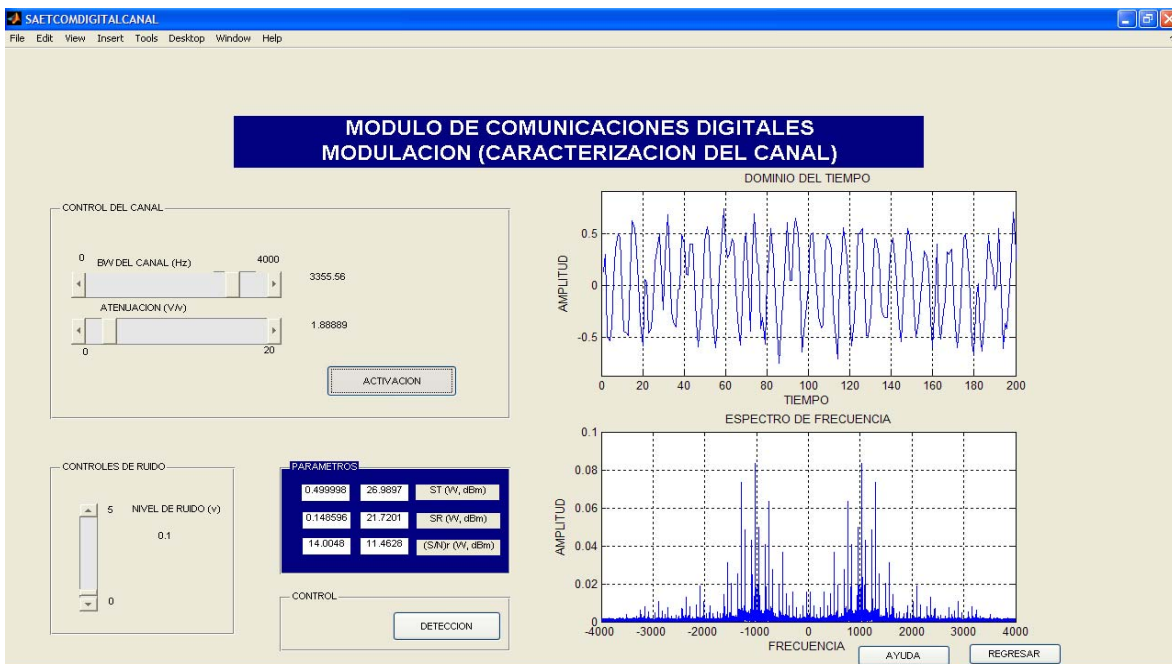 SAETCOMDIGITALCANAL
File Edit View Insert Tools Desktop Window Help
MODULO DE COMUNICACIONES DIGITALES
MODULACION (CARACTERIZACION DEL CANAL)
CONTROL DEL CANAL
0 BW DEL CANAL (Hz) 4000
3355.56
ATENUACION (V/v)
1.88889
0 20
ACTIVACION
DOMINIO DEL TIEMPO
AMPLITUD
0.5
0
-0.5
0 20 40 60 80 100 120 140 160 180 200
TIEMPO
CONTROLES DE RUIDO
5 NIVEL DE RUIDO (v)
0.1
0
PARAMETROS
0.499998 26.9897 ST (W, dBm)
0.148596 21.7201 SR (W, dBm)
14.0048 11.4628 (S/N)r (W, dBm)
CONTROL
DETECCION
ESPECTRO DE FRECUENCIA
AMPLITUD
0.1
0.08
0.06
0.04
0.02
0
-4000 -3000 -2000 -1000 0 1000 2000 3000 4000
FRECUENCIA
AYUDA
REGRESAR